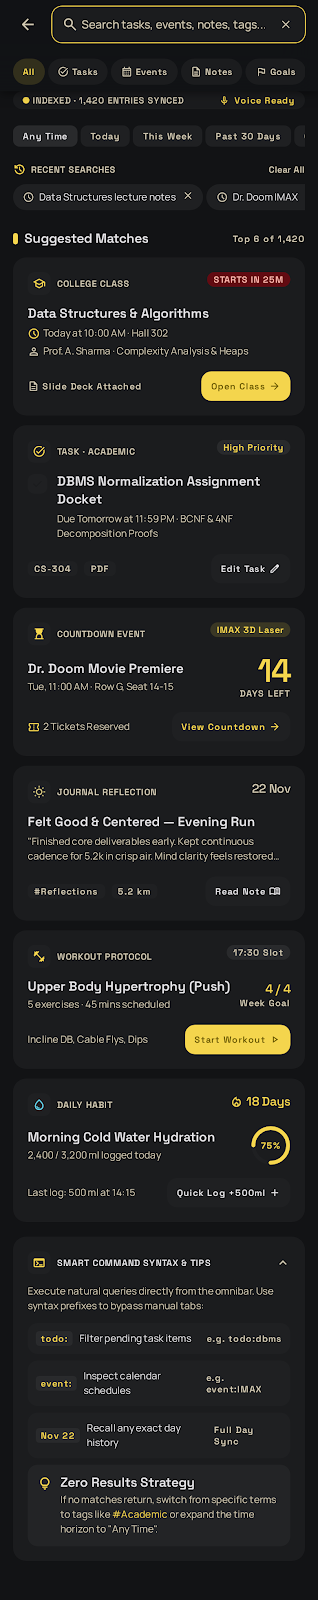 Search tasks, events, notes, tags...
All
Tasks
Events
Notes
Goals
INDEXED · 1,420 ENTRIES SYNCED
Voice Ready
Any Time
Today
This Week
Past 30 Days
RECENT SEARCHES
Clear All
Data Structures lecture notes
Dr. Doom IMAX
Suggested Matches
Top 6 of 1,420
COLLEGE CLASS
STARTS IN 25M
Data Structures & Algorithms
Today at 10:00 AM · Hall 302
Prof. A. Sharma · Complexity Analysis & Heaps
Slide Deck Attached
Open Class
TASK · ACADEMIC
High Priority
DBMS Normalization Assignment
Docket
Due Tomorrow at 11:59 PM · BCNF & 4NF
Decomposition Proofs
CS-304
PDF
Edit Task
COUNTDOWN EVENT
IMAX 3D Laser
Dr. Doom Movie Premiere
Tue, 11:00 AM · Row G, Seat 14-15
14
DAYS LEFT
2 Tickets Reserved
View Countdown
JOURNAL REFLECTION
22 Nov
Felt Good & Centered — Evening Run
"Finished core deliverables early. Kept continuous
cadence for 5.2k in crisp air. Mind clarity feels restored...
#Reflections
5.2 km
Read Note
WORKOUT PROTOCOL
17:30 Slot
Upper Body Hypertrophy (Push)
5 exercises · 45 mins scheduled
4 / 4
Week Goal
Incline DB, Cable Flys, Dips
Start Workout
DAILY HABIT
18 Days
Morning Cold Water Hydration
2,400 / 3,200 ml logged today
75%
Last log: 500 ml at 14:15
Quick Log +500ml
SMART COMMAND SYNTAX & TIPS
Execute natural queries directly from the omnibar. Use
syntax prefixes to bypass manual tabs:
todo:
Filter pending task items
e.g. todo:dbms
event:
Inspect calendar
schedules
e.g.
event:IMAX
Nov 22
Recall any exact day
history
Full Day
Sync
Zero Results Strategy
If no matches return, switch from specific terms
to tags like #Academic or expand the time
horizon to "Any Time".